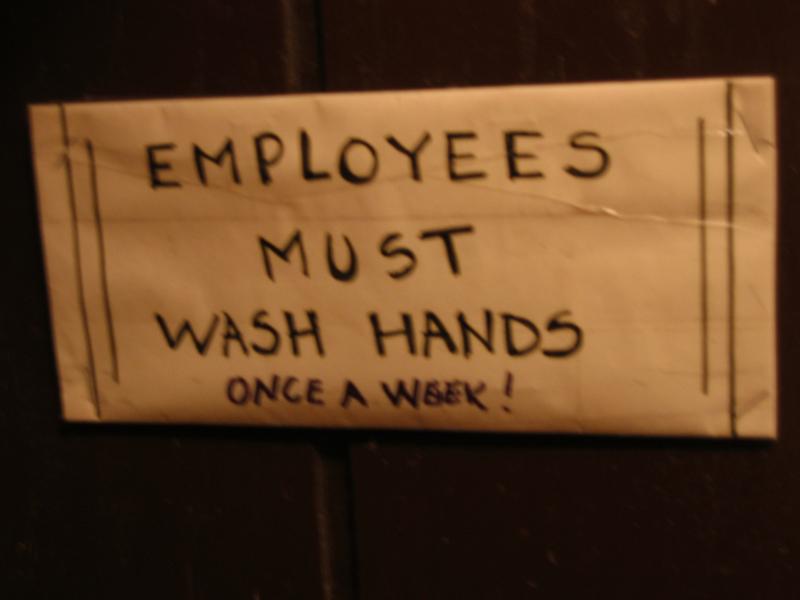 EMPLOYEES
MUST
WASH HANDS
ONCE A WEEK!